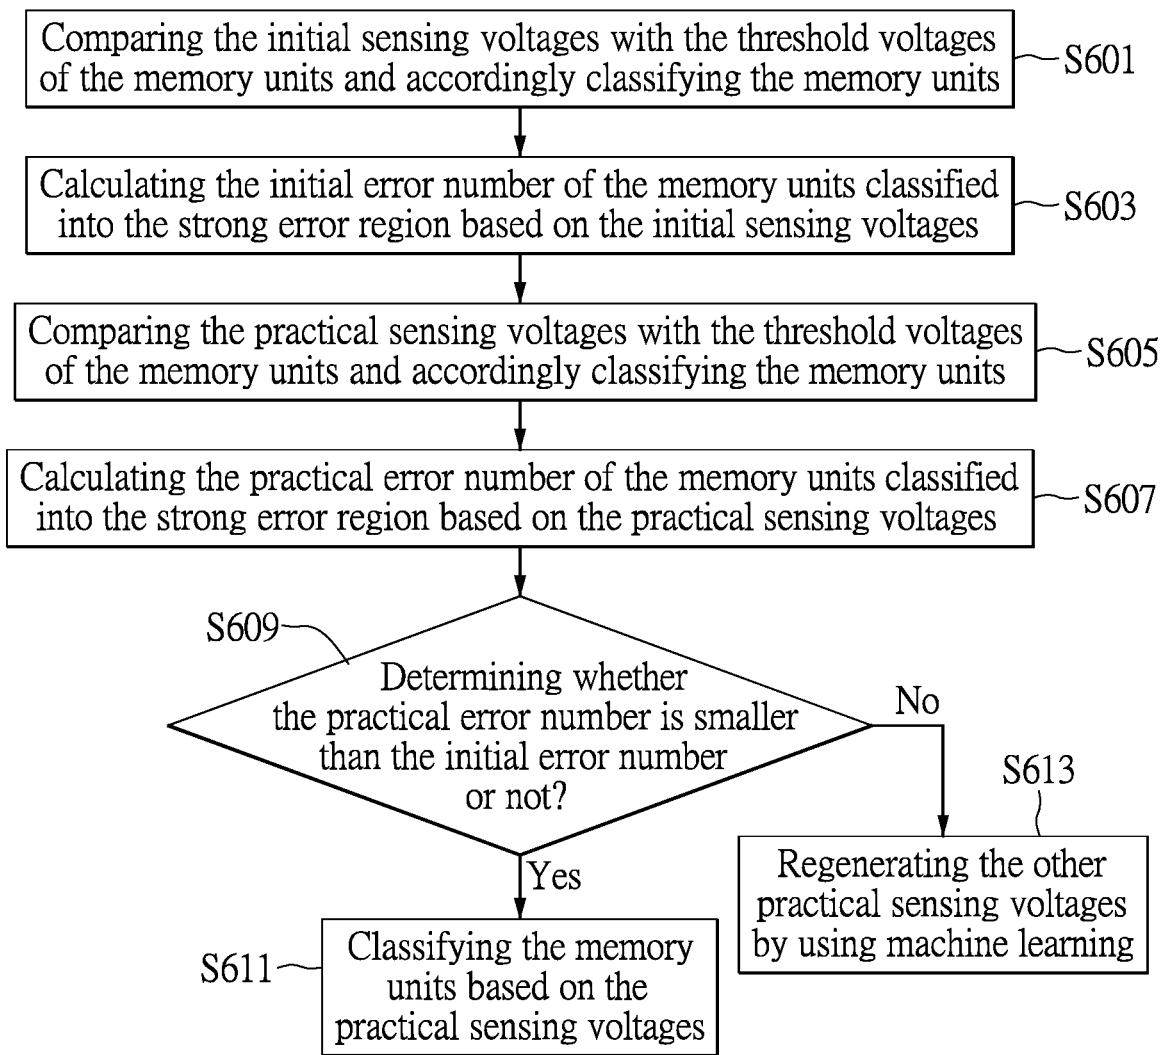 Comparing the initial sensing voltages with the threshold voltages
of the memory units and accordingly classifying the memory units
S601
Calculating the initial error number of the memory units classified
into the strong error region based on the initial sensing voltages
S603
Comparing the practical sensing voltages with the threshold voltages
of the memory units and accordingly classifying the memory units
S605
Calculating the practical error number of the memory units classified
into the strong error region based on the practical sensing voltages
S607
S609
Determining whether
the practical error number is smaller
than the initial error number
or not?
No
Yes
S613
Regenerating the other
practical sensing voltages
by using machine learning
S611
Classifying the memory
units based on the
practical sensing voltages